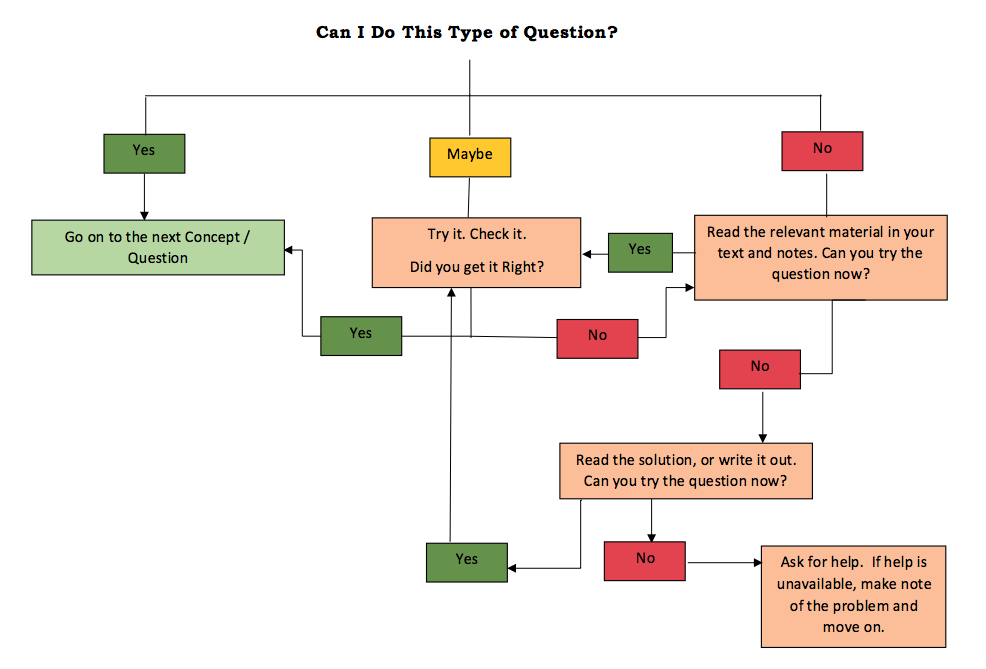 Can I Do This Type of Question?
Yes
Maybe
No
Go on to the next Concept /
Question
Try it. Check it.
Did you get it Right?
Yes
Read the relevant material in your
text and notes. Can you try the
question now?
Yes
No
No
Read the solution, or write it out.
Can you try the question now?
Yes
No
Ask for help. If help is
unavailable, make note
of the problem and
move on.